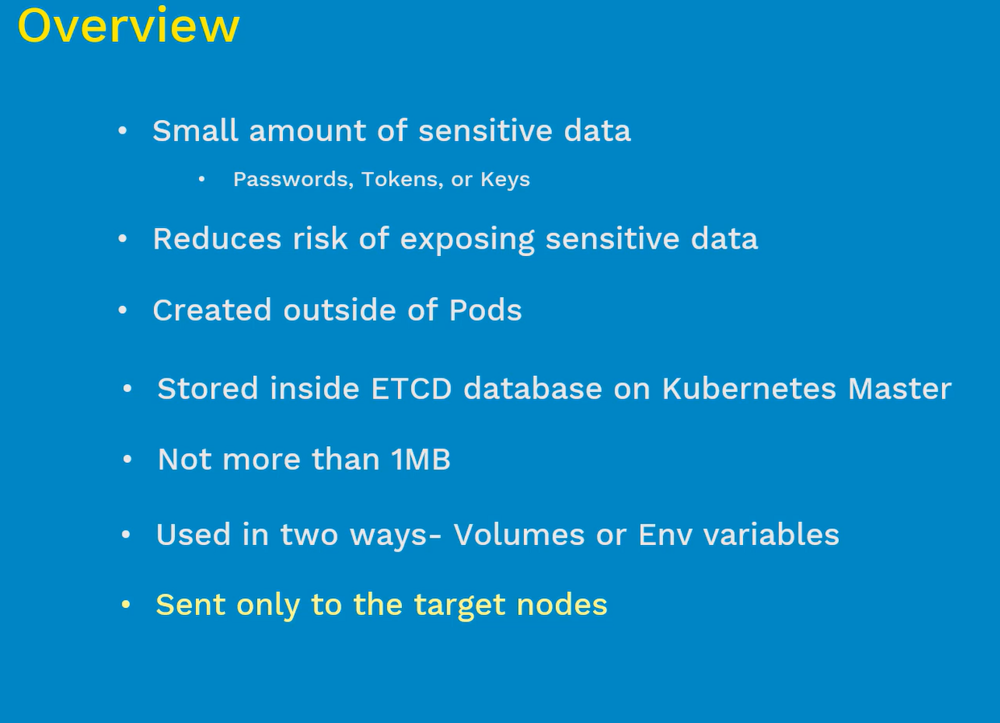 Overview
• Small amount of sensitive data
• Passwords, Tokens, or Keys
• Reduces risk of exposing sensitive data
• Created outside of Pods
• Stored inside ETCD database on Kubernetes Master
• Not more than 1MB
• Used in two ways- Volumes or Env variables
• Sent only to the target nodes